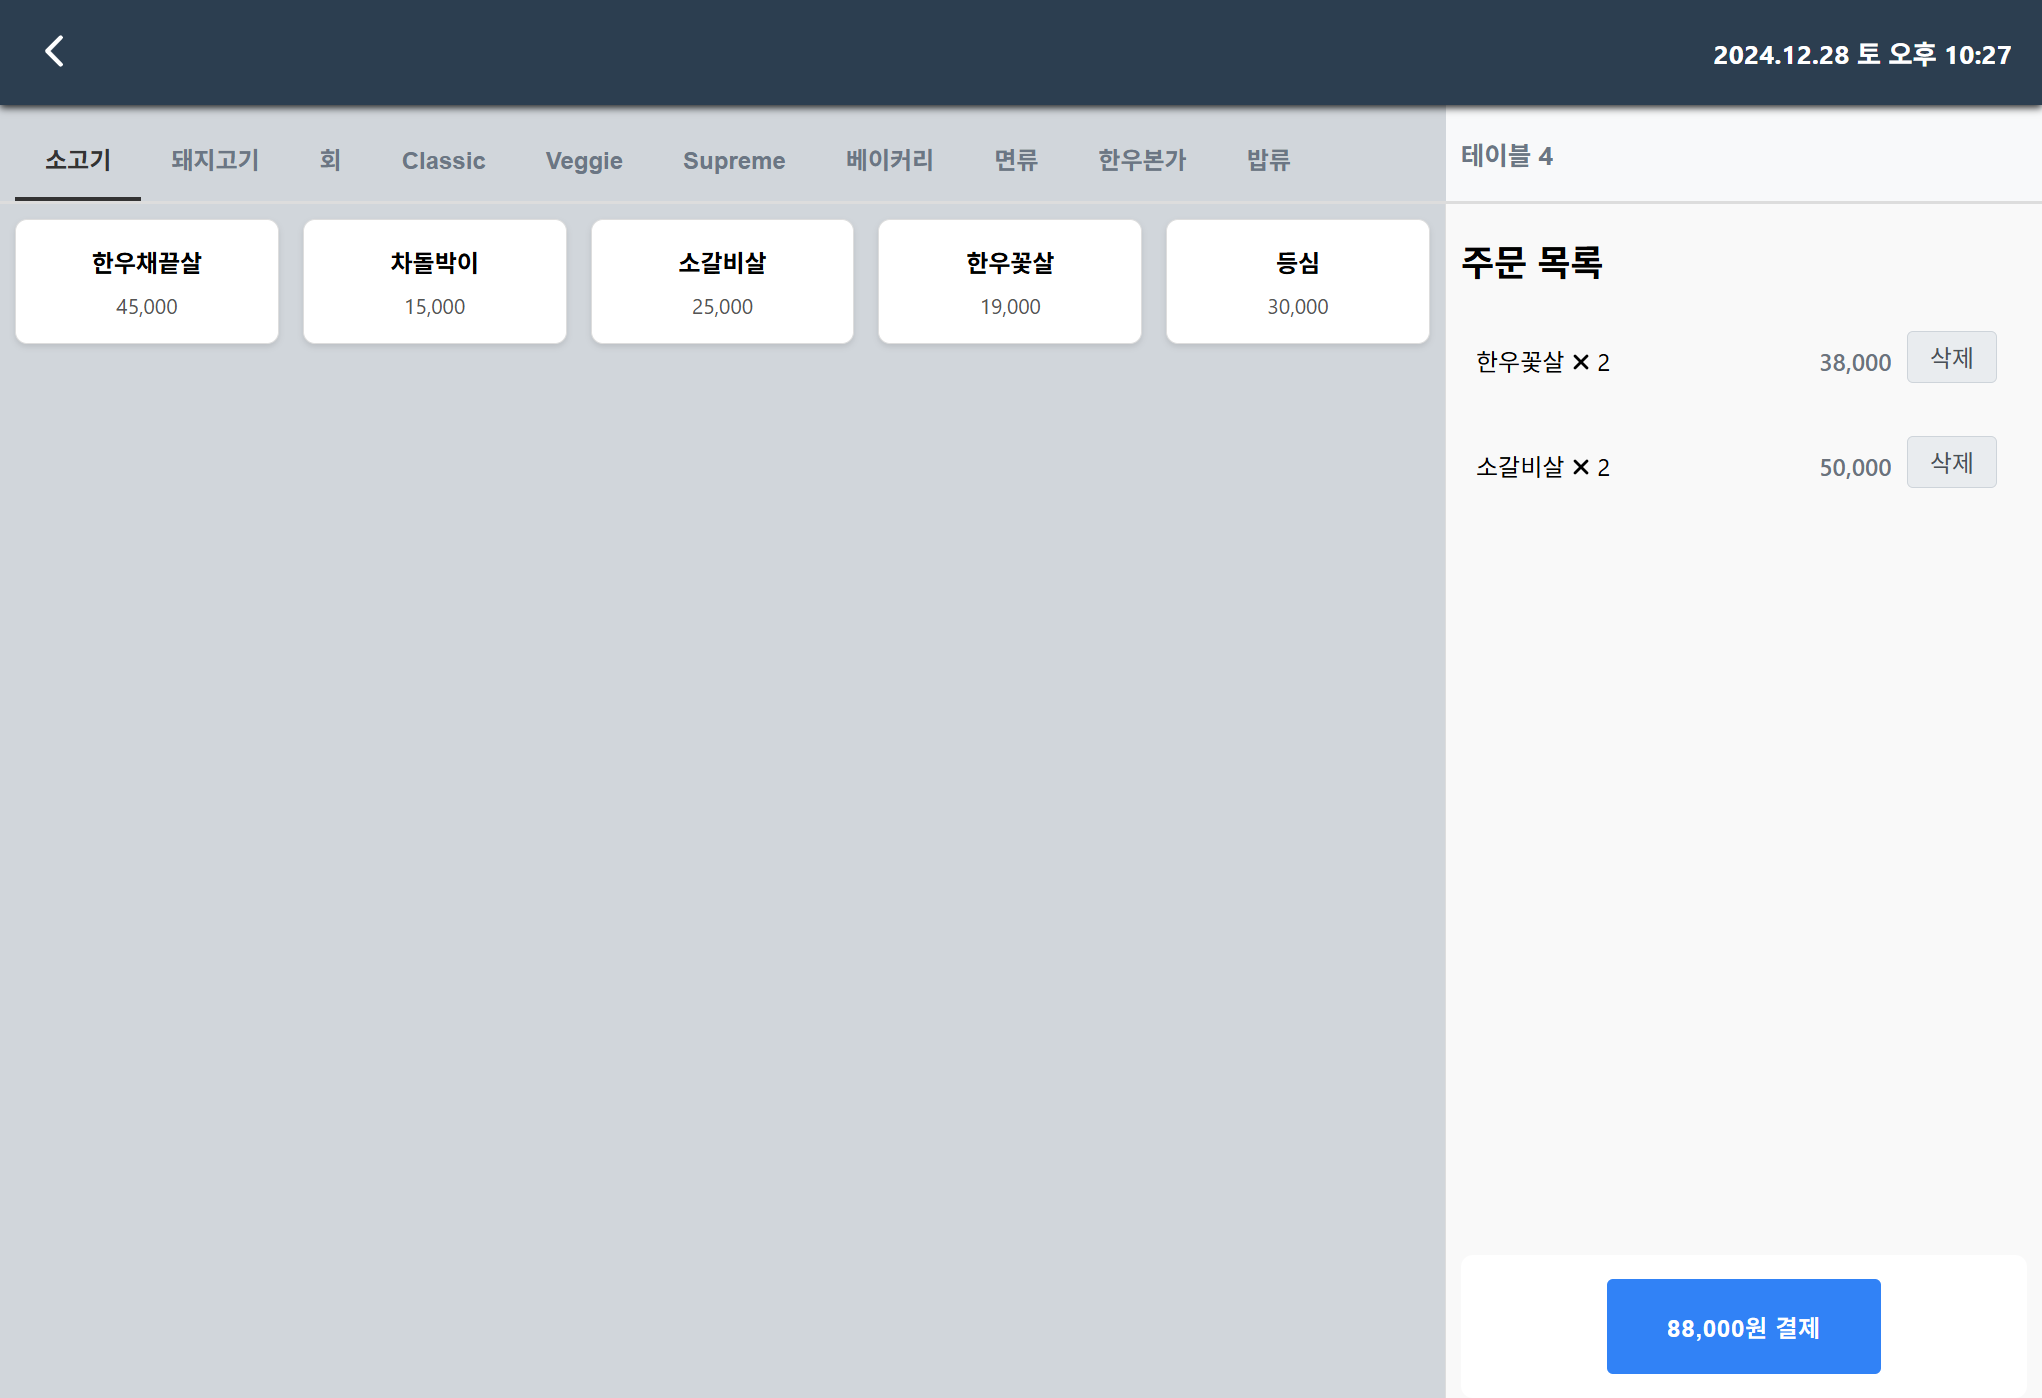 2024.12.28 토 오후 10:27
소고기 돼지고기 회 Classic Veggie Supreme 베이커리 면류 한우본가 밥류
테이블 4
한우채끝살
45,000
차돌박이
15,000
소갈비살
25,000
한우꽃살
19,000
등심
30,000
주문 목록
한우꽃살 ✕ 2 38,000 삭제
소갈비살 ✕ 2 50,000 삭제
88,000원 결제